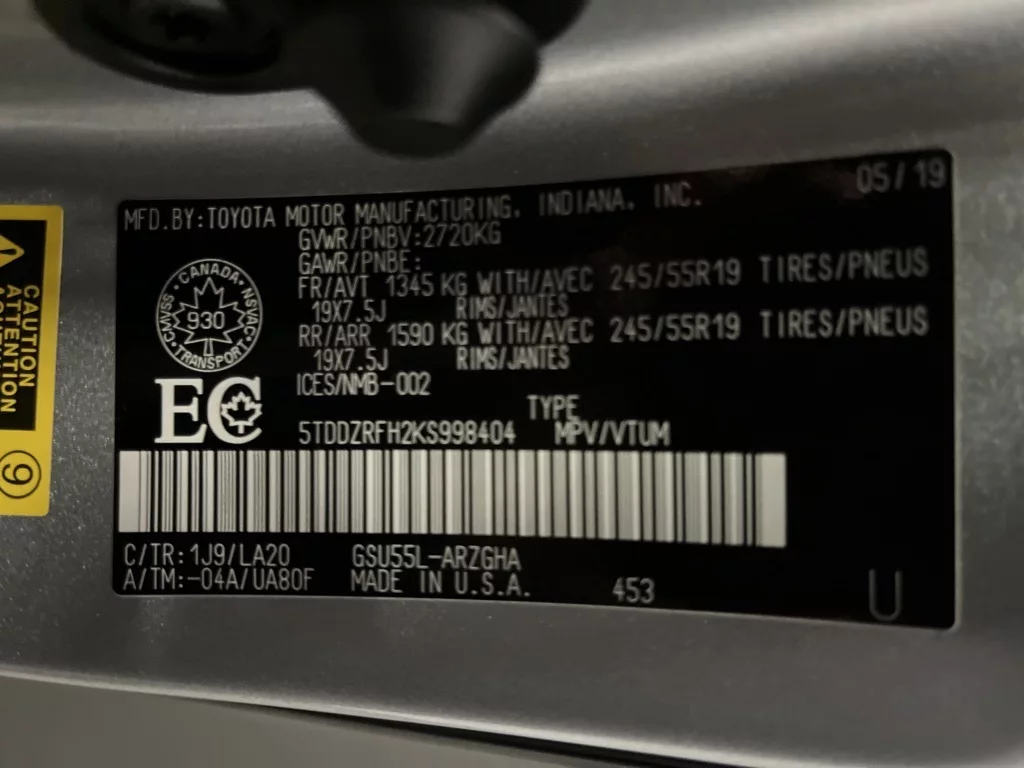 MFD.BY:TOYOTA MOTOR MANUFACTURING, INDIANA, INC. 05/19
GVWR/PNBV:2720KG
GAWR/PNBE:
FR/AVT 1345 KG WITH/AVEC 245/55R19 TIRES/PNEUS
19X7.5J RIMS/JANTES
RR/ARR 1590 KG WITH/AVEC 245/55R19 TIRES/PNEUS
19X7.5J RIMS/JANTES
ICES/NMB-002
CANADA
CMVSS
930
NSVAC
TRANSPORT
EC
TYPE
5TDDZRFH2KS998404 MPV/VTUM
C/TR:1J9/LA20 GSU55L-ARZGHA
A/TM:-04A/UA80F MADE IN U.S.A. 453 U
CAUTION
ATTENTION
9